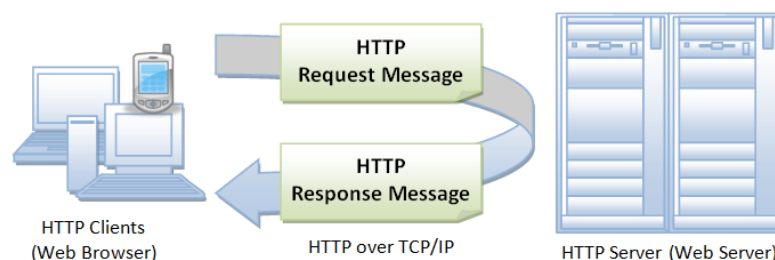 HTTP
Request Message
HTTP
Response Message
HTTP Clients
(Web Browser)
HTTP over TCP/IP
HTTP Server (Web Server)